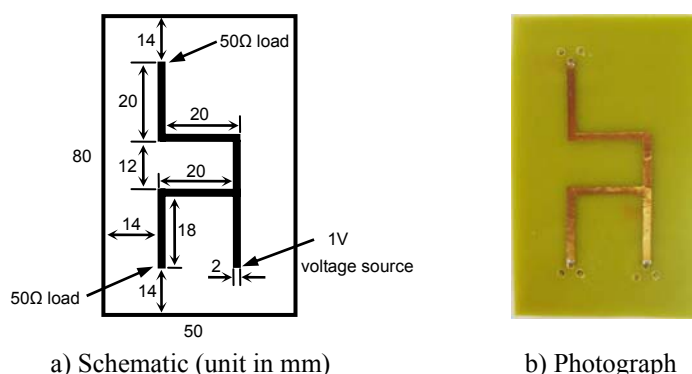 14
50Ω load
20
20
80
12
20
14
18
1V
2
voltage source
50Ω load
14
50
a) Schematic (unit in mm)
b) Photograph